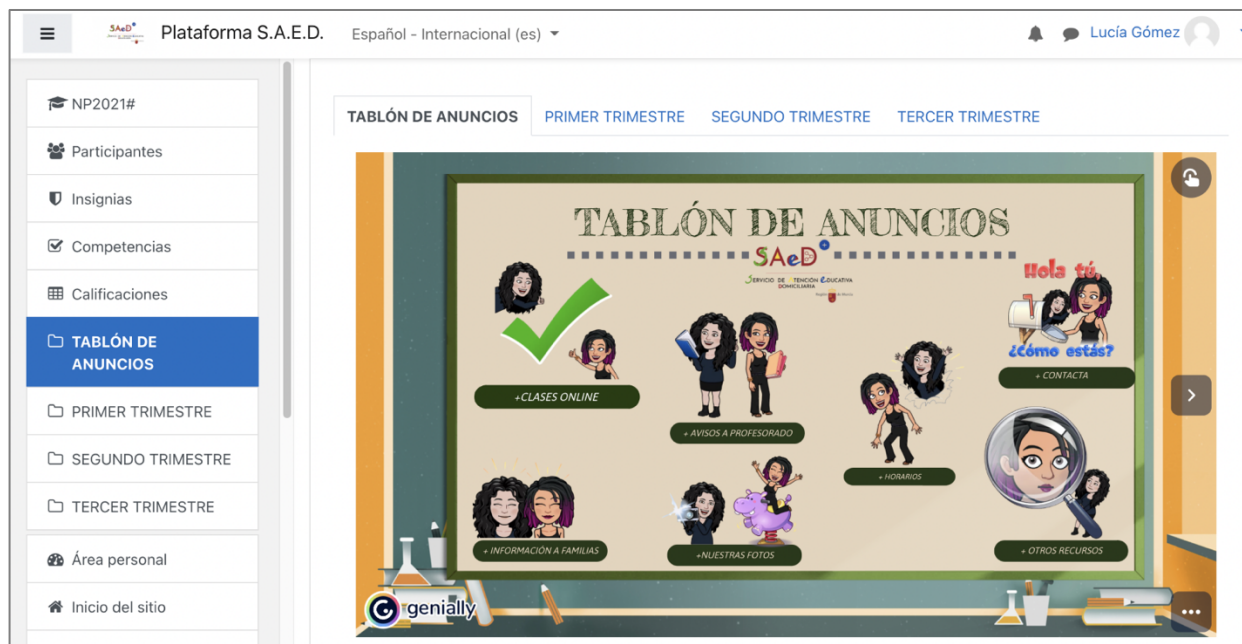 SAeD
Plataforma S.A.E.D.
Español - Internacional (es)
Lucía Gómez
NP2021#
Participantes
Insignias
Competencias
Calificaciones
TABLÓN DE
ANUNCIOS
PRIMER TRIMESTRE
SEGUNDO TRIMESTRE
TERCER TRIMESTRE
Área personal
Inicio del sitio
TABLÓN DE ANUNCIOS
PRIMER TRIMESTRE
SEGUNDO TRIMESTRE
TERCER TRIMESTRE
TABLÓN DE ANUNCIOS
SAeD
SERVICIO DE ATENCIÓN EDUCATIVA
DOMICILIARIA
Hola tú,
¿cómo estás?
+ CONTACTA
+CLASES ONLINE
+ AVISOS A PROFESORADO
+ HORARIOS
+ INFORMACIÓN A FAMILIAS
+NUESTRAS FOTOS
+ OTROS RECURSOS
genially